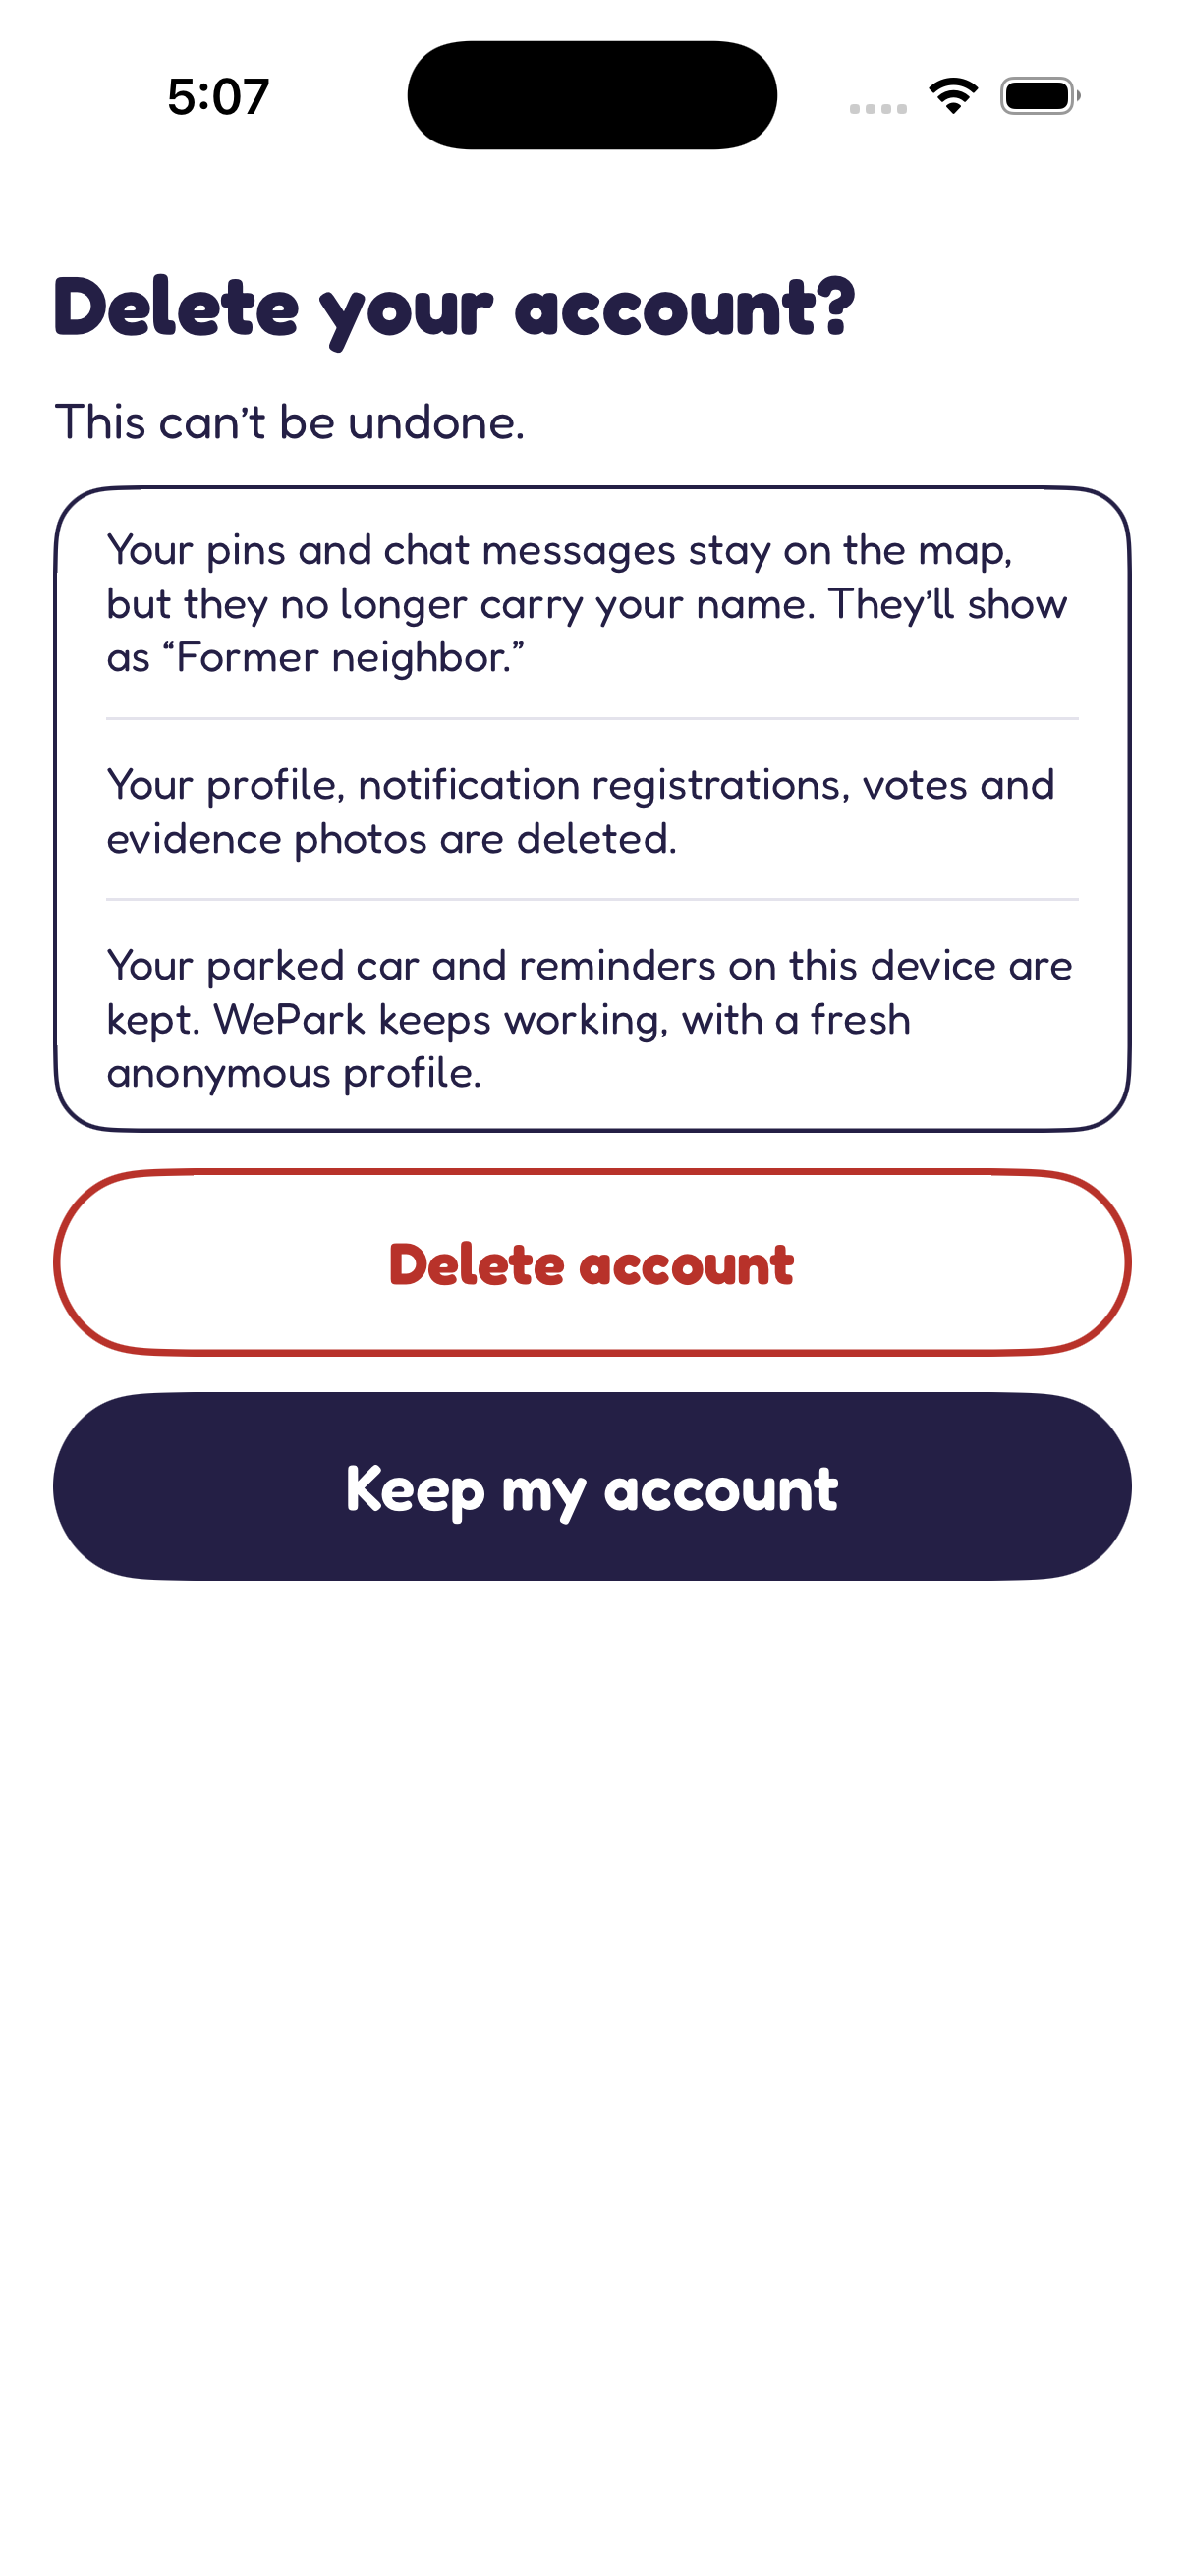 5:07
Delete your account?
This can’t be undone.
Your pins and chat messages stay on the map,
but they no longer carry your name. They’ll show
as “Former neighbor.”
Your profile, notification registrations, votes and
evidence photos are deleted.
Your parked car and reminders on this device are
kept. WePark keeps working, with a fresh
anonymous profile.
Delete account
Keep my account